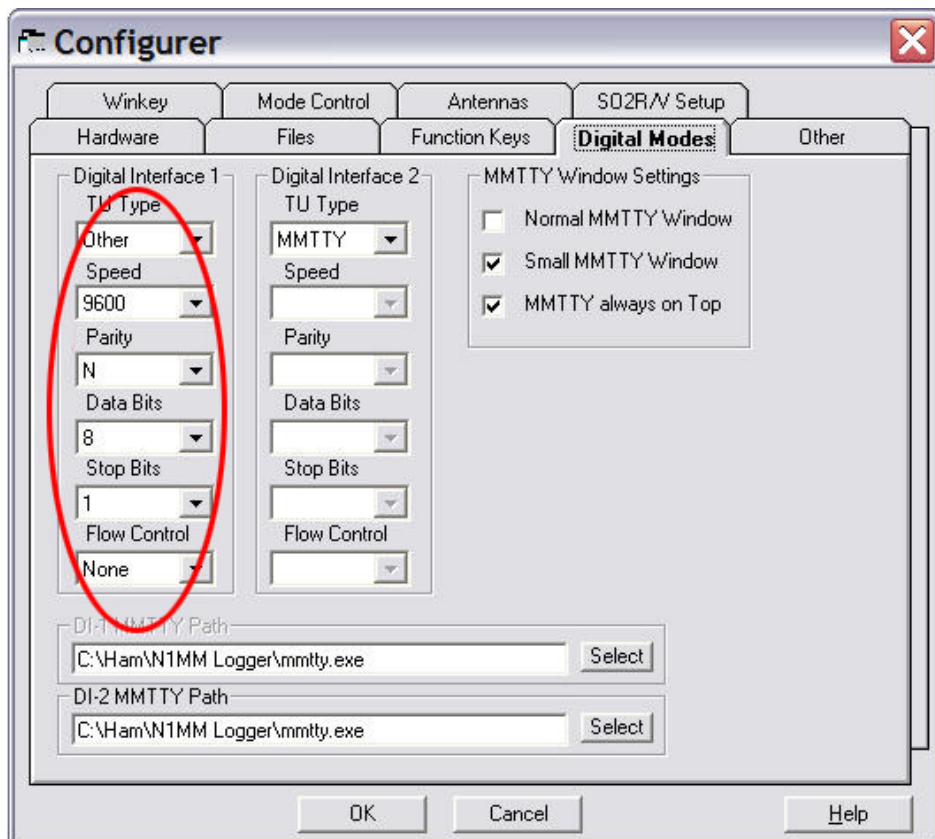 Configurer
Winkey
Mode Control
Antennas
SO2R/V Setup
Hardware
Files
Function Keys
Digital Modes
Other
Digital Interface 1
TU Type
Other
Speed
9600
Parity
N
Data Bits
8
Stop Bits
1
Flow Control
None
Digital Interface 2
TU Type
MMTTY
Speed
Parity
Data Bits
Stop Bits
Flow Control
MMTTY Window Settings
Normal MMTTY Window
Small MMTTY Window
MMTTY always on Top
DI-1 MMTTY Path
C:\Ham\N1MM Logger\mmtty.exe
Select
DI-2 MMTTY Path
C:\Ham\N1MM Logger\mmtty.exe
Select
OK
Cancel
Help